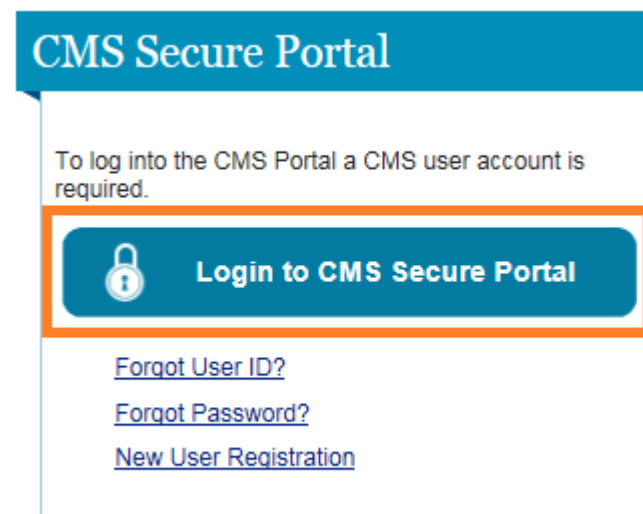 CMS Secure Portal
To log into the CMS Portal a CMS user account is
required.
Login to CMS Secure Portal
Forgot User ID?
Forgot Password?
New User Registration